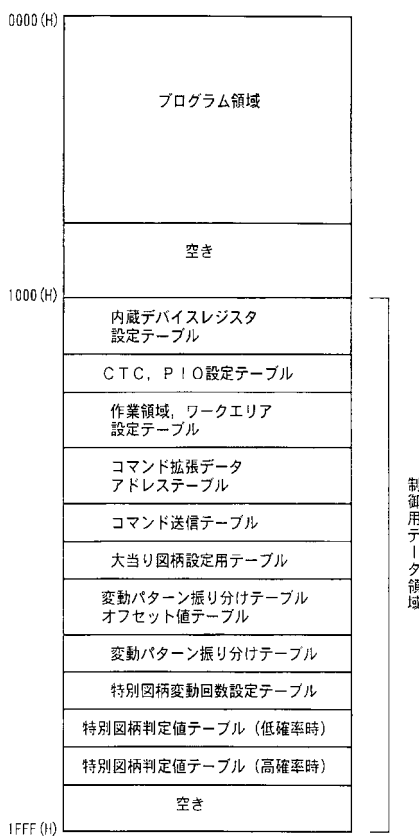 0000(H)
プログラム領域
空き
1000(H)
内蔵デバイスレジスタ
設定テーブル
CTC, PIO設定テーブル
作業領域, ワークエリア
設定テーブル
コマンド拡張データ
アドレステーブル
コマンド送信テーブル
大当り図柄設定用テーブル
変動パターン振り分けテーブル
オフセット値テーブル
変動パターン振り分けテーブル
特別図柄変動回数設定テーブル
特別図柄判定値テーブル（低確率時）
特別図柄判定値テーブル（高確率時）
空き
1FFF(H)
制御用データ領域